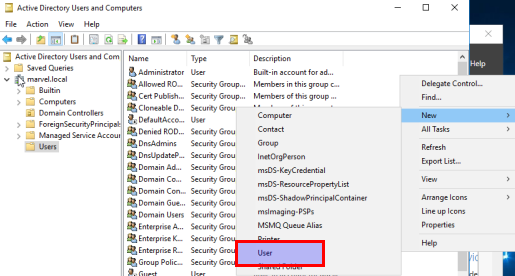 Active Directory Users and Computers
File Action View Help
Active Directory Users and Com
Saved Queries
marvel.local
Builtin
Computers
Domain Controllers
ForeignSecurityPrincipals
Managed Service Accoun
Users
Name Type Description
Administrator User Built-in account for ad...
Allowed RO... Security Group... Members in this group c...
Cert Publish... Security Group... Members of this group ...
Cloneable D... Security Group...
DefaultAcco... User
Denied ROD... Security Group
DnsAdmins Security Group
DnsUpdateP... Security Group
Domain Ad... Security Group
Domain Com... Security Group
Domain Con... Security Group
Domain Gue... Security Group
Domain Users Security Group
Enterprise A... Security Group
Enterprise K... Security Group
Enterprise R... Security Group
Group Polic... Security Group
Guest User
Computer
Contact
Group
InetOrgPerson
msDS-KeyCredential
msDS-ResourcePropertyList
msDS-ShadowPrincipalContainer
msImaging-PSPs
MSMQ Queue Alias
Printer
User
Shared Folder
Delegate Control...
Find...
New
All Tasks
Refresh
Export List...
View
Arrange Icons
Line up Icons
Properties
Help
Help